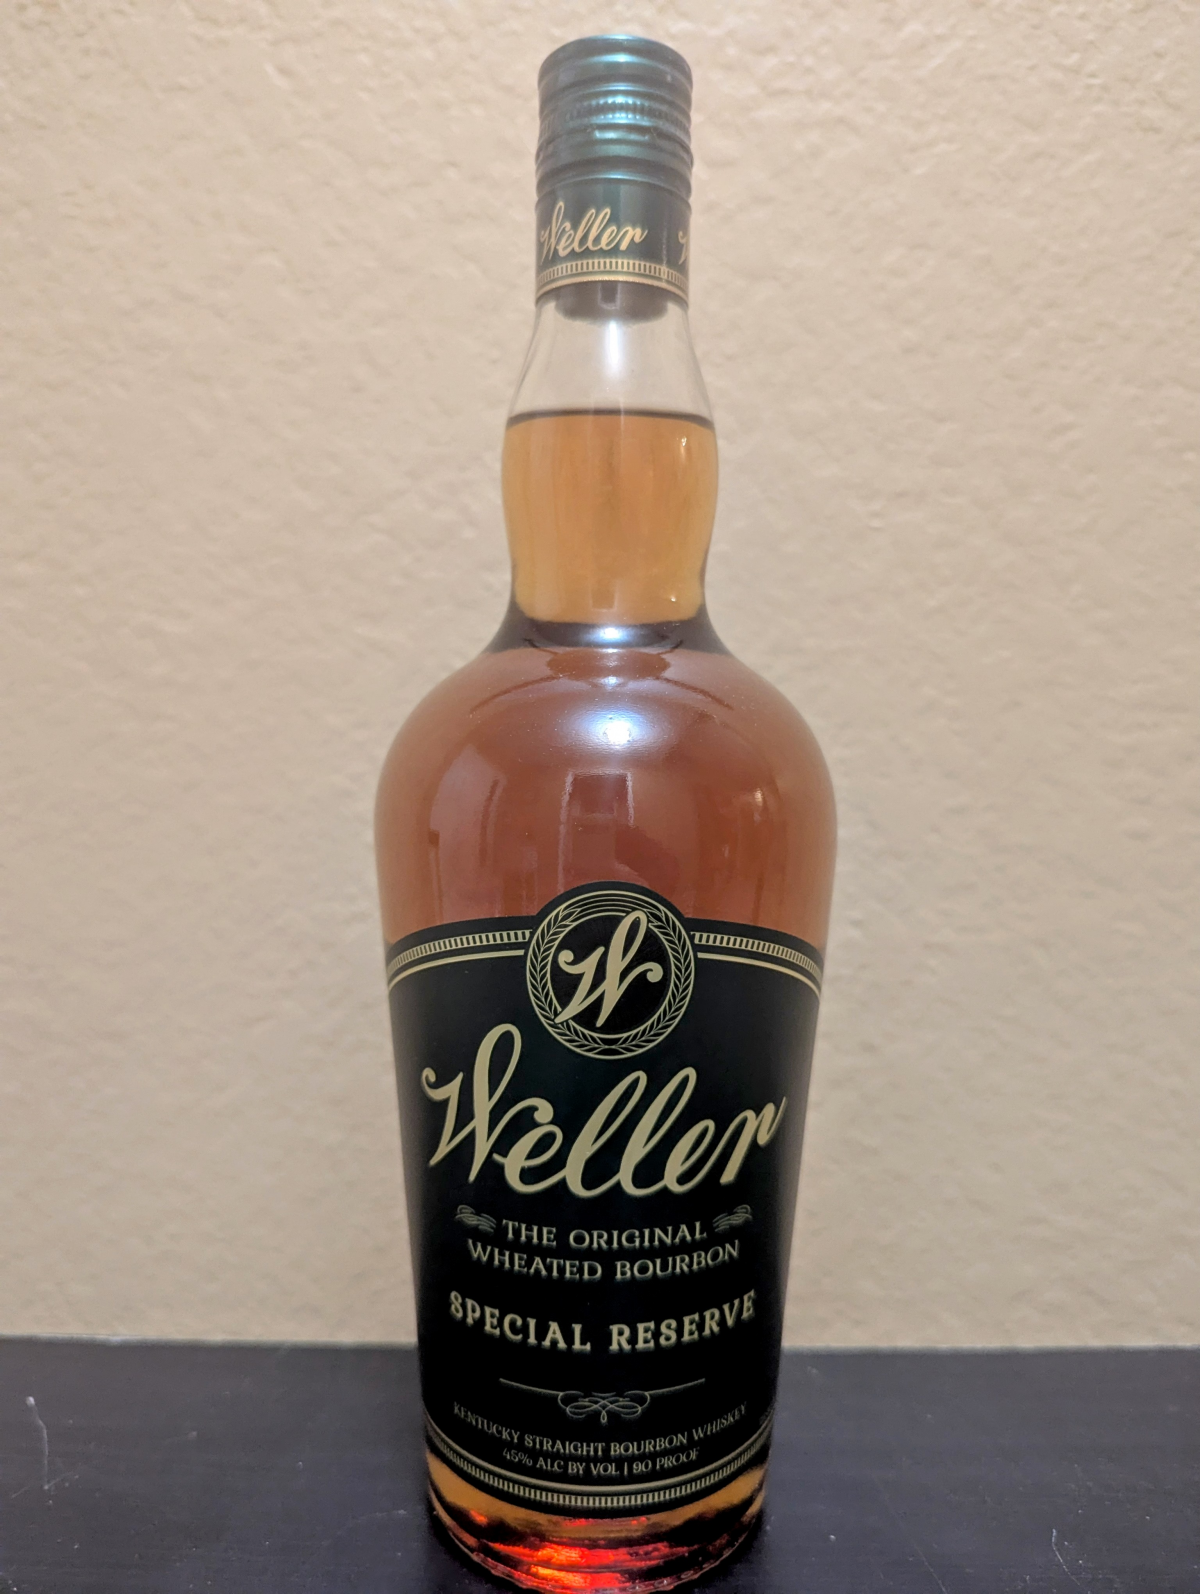 Weller
W
Weller
THE ORIGINAL
WHEATED BOURBON
SPECIAL RESERVE
KENTUCKY STRAIGHT BOURBON WHISKEY
45% ALC BY VOL | 90 PROOF